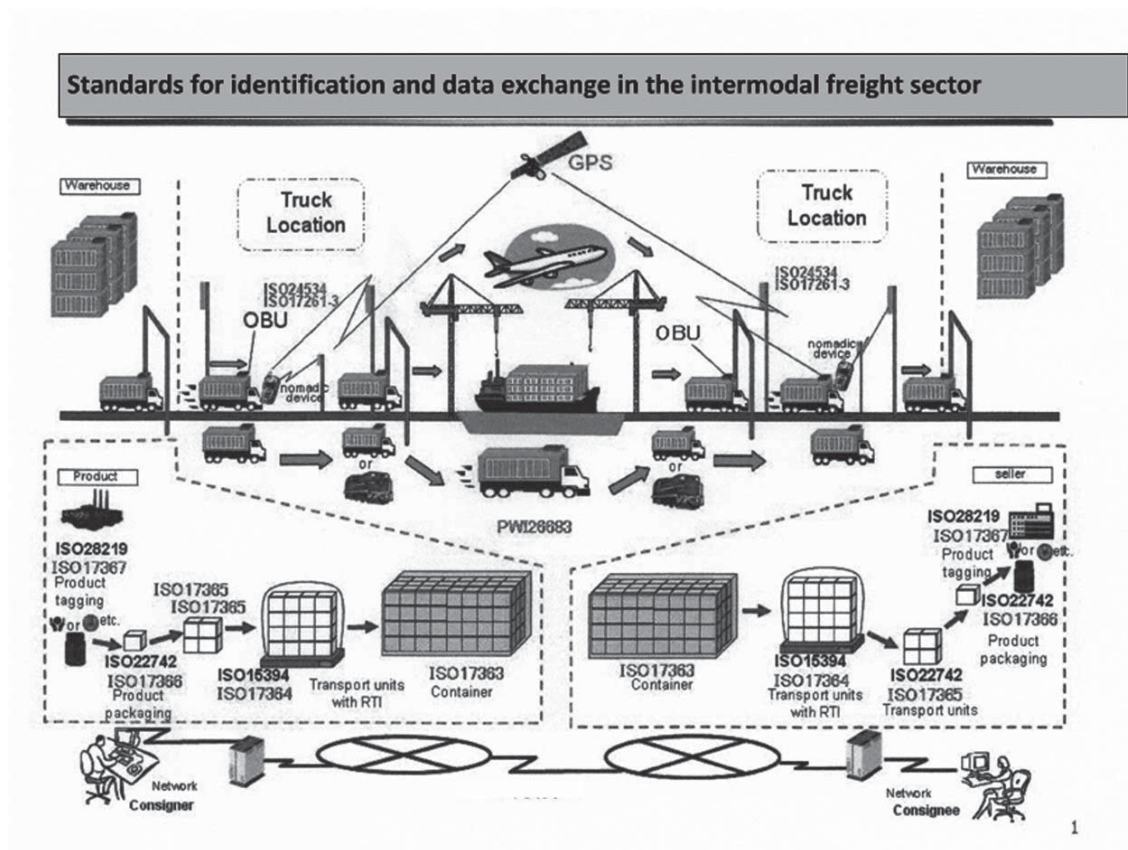 Standards for identification and data exchange in the intermodal freight sector
GPS
Warehouse
Truck
Location
Truck
Location
Warehouse
ISO24534
ISO17261-3
OBU
nomadic
device
ISO24534
ISO17261-3
OBU
nomadic
device
or
or
PWI26683
Product
ISO28219
ISO17367
Product
tagging
or
etc.
ISO22742
ISO17366
Product
packaging
ISO17365
ISO17365
ISO15394
ISO17364
Transport units
with RTI
ISO17363
Container
ISO17363
Container
ISO15394
ISO17364
Transport units
with RTI
ISO22742
ISO17365
Transport units
seller
ISO28219
ISO17367
Product
tagging
or
etc.
ISO22742
ISO17366
Product
packaging
Network
Consigner
Network
Consignee
1